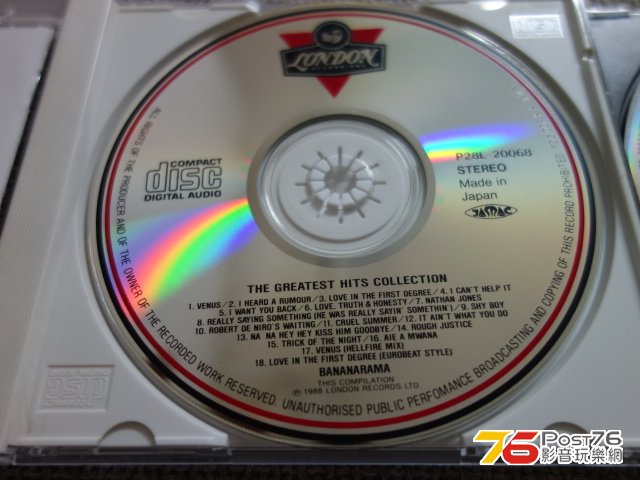 LONDON
COMPACT
disc
DIGITAL AUDIO
P28L 20068
STEREO
Made in
Japan
JASRAC
THE GREATEST HITS COLLECTION
1. VENUS/2. I HEARD A RUMOUR/3. LOVE IN THE FIRST DEGREE/4. I CAN'T HELP IT
5. I WANT YOU BACK/6. LOVE, TRUTH & HONESTY/7. NATHAN JONES
8. REALLY SAYING SOMETHING (HE WAS REALLY SAYIN' SOMETHIN')/9. SHY BOY
10. ROBERT DE NIRO'S WAITING/11. CRUEL SUMMER/12. IT AIN'T WHAT YOU DO
13. NA NA HEY HEY KISS HIM GOODBYE/14. ROUGH JUSTICE
15. TRICK OF THE NIGHT/16. AIE A MWANA
17. VENUS (HELLFIRE MIX)
18. LOVE IN THE FIRST DEGREE (EUROBEAT STYLE)
BANANARAMA
THIS COMPILATION
℗1988 LONDON RECORDS LTD.
ALL RIGHTS OF THE PRODUCER AND OF THE OWNER OF THE RECORDED WORK RESERVED. UNAUTHORISED PUBLIC PERFOMANCE BROADCASTING AND COPYING OF THIS RECORD PROHIBITED
76 Post76
影音玩樂網